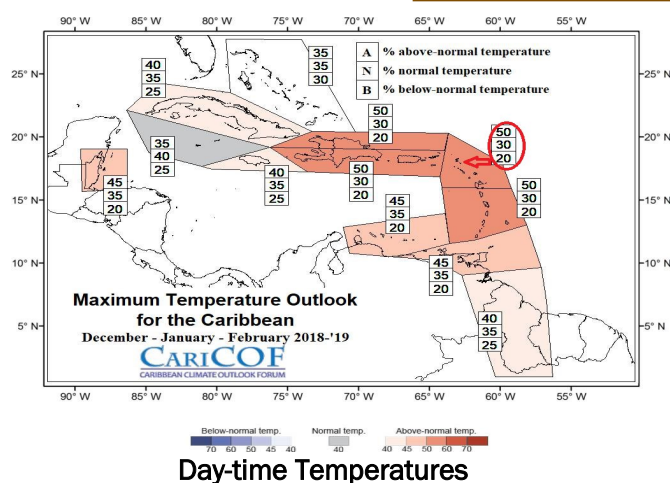 35
35
30
A % above-normal temperature
N % normal temperature
B % below-normal temperature
40
35
25
25° N
50
30
20
50
30
20
20° N
35
40
25
40
35
25
50
30
20
50
30
20
45
35
20
45
35
20
15° N
10° N
45
35
20
40
35
25
5° N
Maximum Temperature Outlook
for the Caribbean
December - January - February 2018-'19
CARICOF
CARIBBEAN CLIMATE OUTLOOK FORUM
90° W 85° W 80° W 75° W 70° W 65° W 60° W 55° W
25° N
20° N
15° N
10° N
5° N
90° W 85° W 80° W 75° W 70° W 65° W 60° W 55° W
Below-normal temp. Normal temp. Above-normal temp.
70 60 50 45 40 40 40 45 50 60 70
Day-time Temperatures